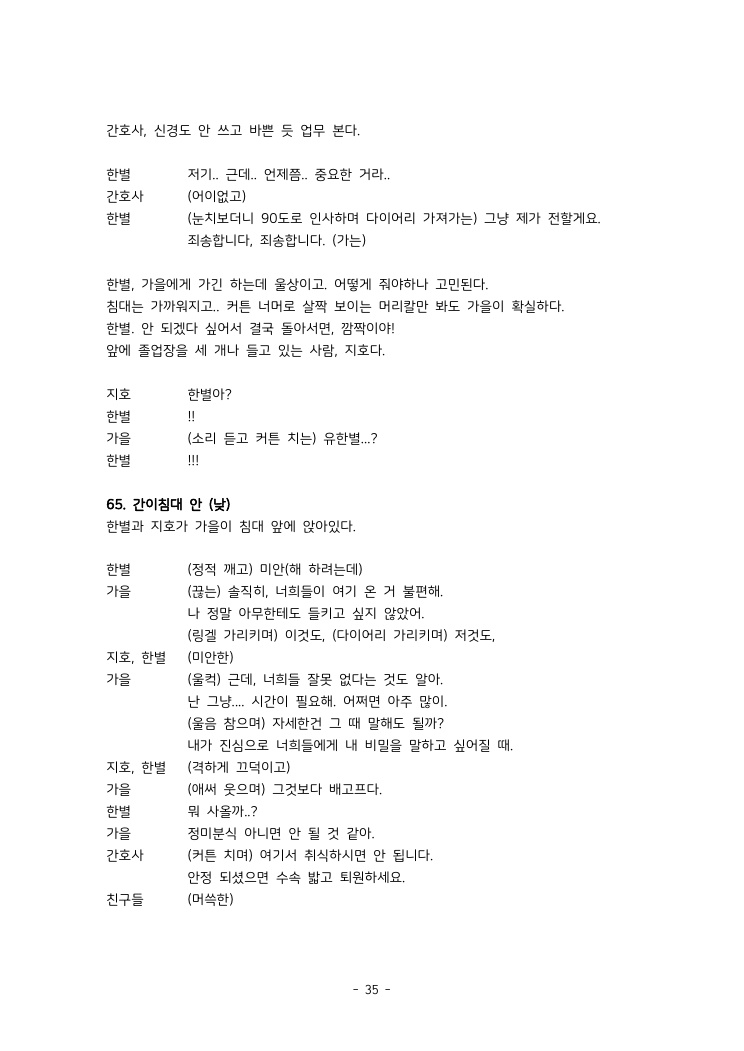 간호사, 신경도 안 쓰고 바쁜 듯 업무 본다.
한별 저기.. 근데.. 언제쯤.. 중요한 거라..
간호사 (어이없고)
한별 (눈치보더니 90도로 인사하며 다이어리 가져가는) 그냥 제가 전할게요.
죄송합니다, 죄송합니다. (가는)
한별, 가을에게 가긴 하는데 울상이고. 어떻게 줘야하나 고민된다.
침대는 가까워지고.. 커튼 너머로 살짝 보이는 머리칼만 봐도 가을이 확실하다.
한별. 안 되겠다 싶어서 결국 돌아서면, 깜짝이야!
앞에 졸업장을 세 개나 들고 있는 사람, 지호다.
지호 한별아?
한별 !!
가을 (소리 듣고 커튼 치는) 유한별...?
한별 !!!
65. 간이침대 안 (낮)
한별과 지호가 가을이 침대 앞에 앉아있다.
한별 (정적 깨고) 미안(해 하려는데)
가을 (끊는) 솔직히, 너희들이 여기 온 거 불편해.
나 정말 아무한테도 들키고 싶지 않았어.
(링겔 가리키며) 이것도, (다이어리 가리키며) 저것도,
지호, 한별 (미안한)
가을 (울컥) 근데, 너희들 잘못 없다는 것도 알아.
난 그냥.... 시간이 필요해. 어쩌면 아주 많이.
(울음 참으며) 자세한건 그 때 말해도 될까?
내가 진심으로 너희들에게 내 비밀을 말하고 싶어질 때.
지호, 한별 (격하게 끄덕이고)
가을 (애써 웃으며) 그것보다 배고프다.
한별 뭐 사올까..?
가을 정미분식 아니면 안 될 것 같아.
간호사 (커튼 치며) 여기서 취식하시면 안 됩니다.
안정 되셨으면 수속 밟고 퇴원하세요.
친구들 (머쓱한)
- 35 -